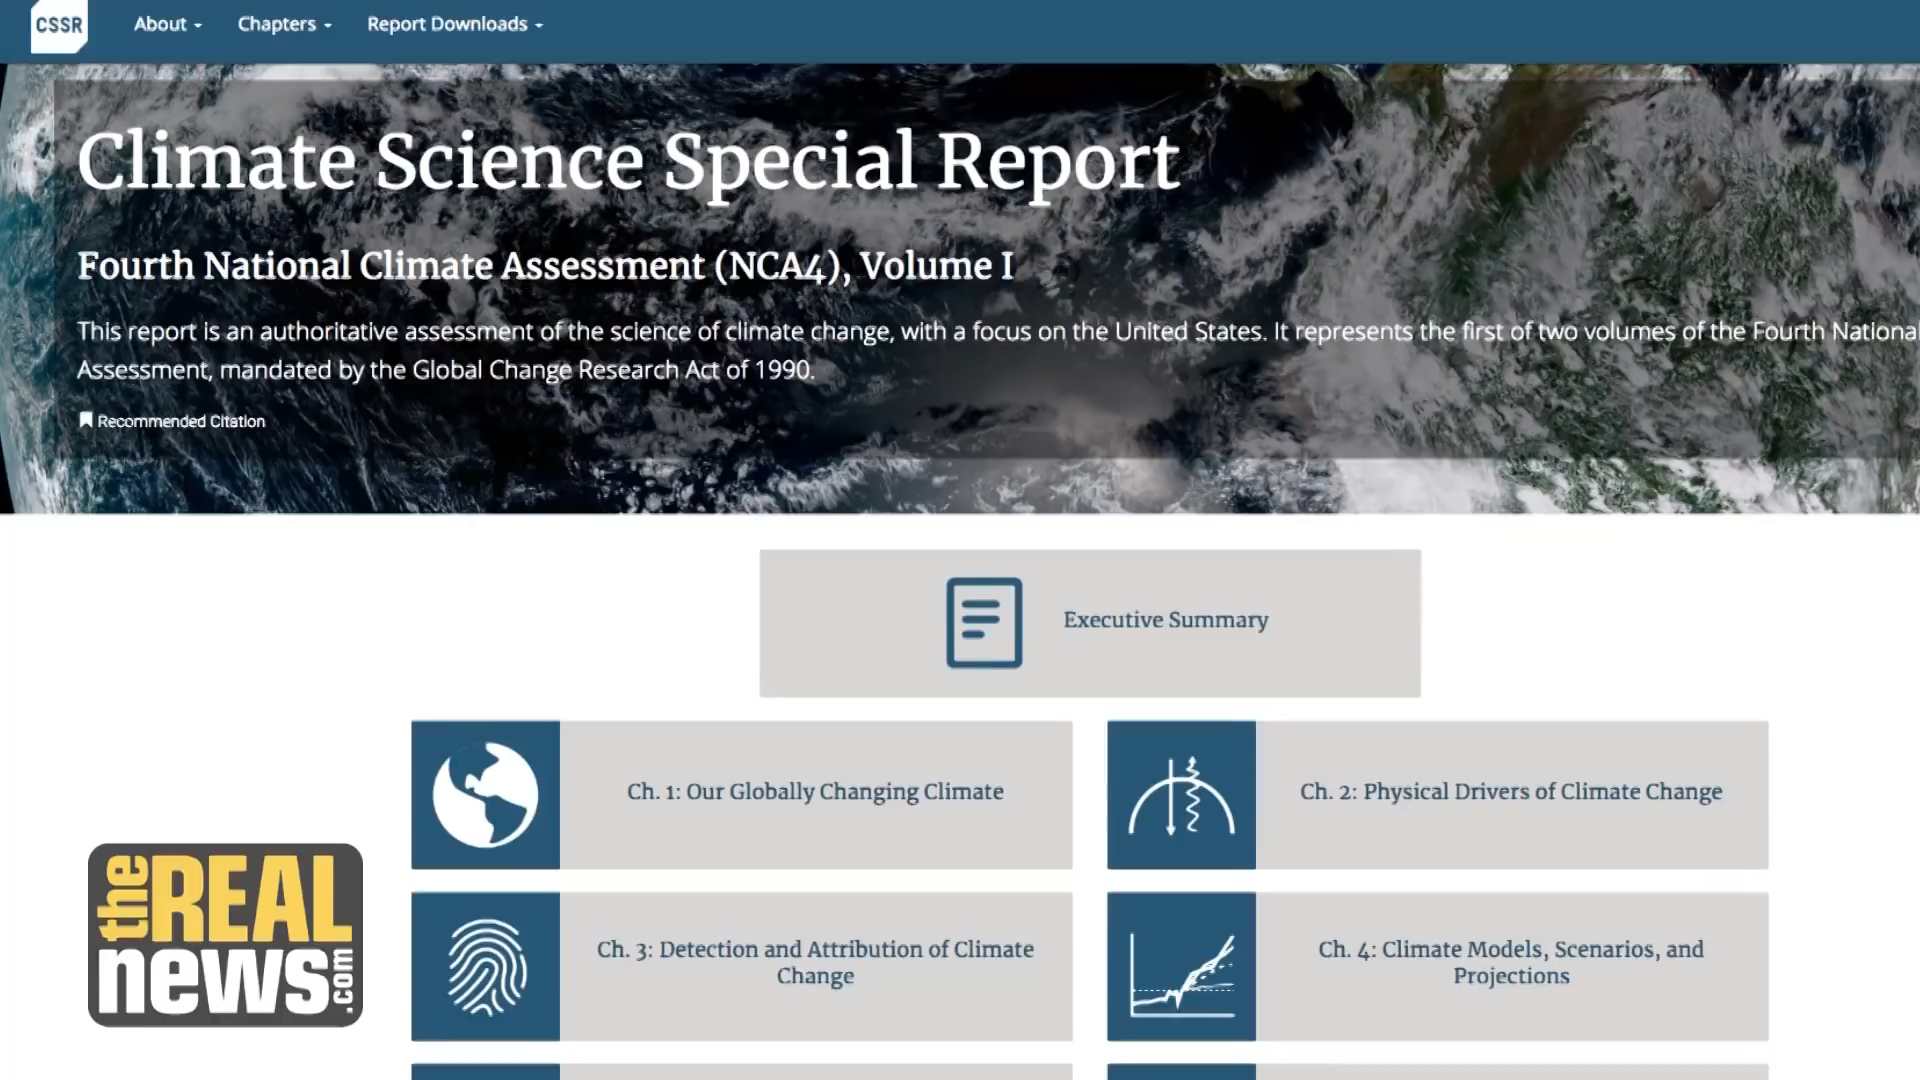 CSSR
About
Chapters
Report Downloads
Climate Science Special Report
Fourth National Climate Assessment (NCA4), Volume I
This report is an authoritative assessment of the science of climate change, with a focus on the United States. It represents the first of two volumes of the Fourth National
Assessment, mandated by the Global Change Research Act of 1990.
Recommended Citation
Executive Summary
Ch. 1: Our Globally Changing Climate
Ch. 2: Physical Drivers of Climate Change
Ch. 3: Detection and Attribution of Climate
Change
Ch. 4: Climate Models, Scenarios, and
Projections
the REAL
news.com